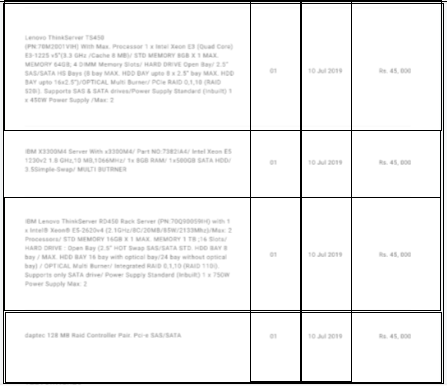 Lenovo ThinkServer TS450
(PN:70M2001VIH) With Max. Processor 1 x Intel Xeon E3 (Quad Core)
E3-1225 v5"(3.3 GHz /Cache 8 MB)/ STD MEMORY 8GB X 1 MAX.
MEMORY 64GB, 4 DIMM Memory Slots/ HARD DRIVE Open Bay/ 2.5"
SAS/SATA HS Bays (8 bay MAX. HDD BAY upto 8 x 2.5" bay MAX. HDD
BAY upto 16x2.5")/OPTICAL Multi Burner/ PCIe RAID 0,1,10 (RAID
520i). Supports SAS & SATA drives/Power Supply Standard (Inbuilt) 1
x 450W Power Supply /Max: 2
01
10 Jul 2019
Rs. 45, 000
IBM X3300M4 Server With x3300M4/ Part NO:7382/ Intel Xeon E5
1.8 GHz,10 MB,1066MHz/ 1x 8GB RAM/ 1x500GB SATA HDD/
3.5Simple-Swap/ MULTI BUTRNER
01
10 Jul 2019
Rs. 45, 000
IBM Lenovo ThinkServer RD450 Rack Server with 1
x Intel® Xeon® E5-2620v4 (2.1GHz/8C/20MB/85W/2133Mhz)/Max: 2
Processors/ STD MEMORY 16GB X 1 MAX. MEMORY 1 TB ,16 Slots/
HARD DRIVE : Open Bay (2.5" HOT Swap SAS/SATA STD. HDD BAY 8
bay / MAX. HDD BAY 16 bay with optical bay/24 bay without optical
bay) / OPTICAL Multi Burner/ Integrated RAID 0,1,10 (RAID 110i).
Supports only SATA drive/ Power Supply Standard (Inbuilt) 1 x 750W
Power Supply Max: 2
01
10 Jul 2019
Rs. 45, 000
daptec 128 MB Raid Controller Pair. Pci-e SAS/SATA
01
10 Jul 2019
Rs. 45, 000